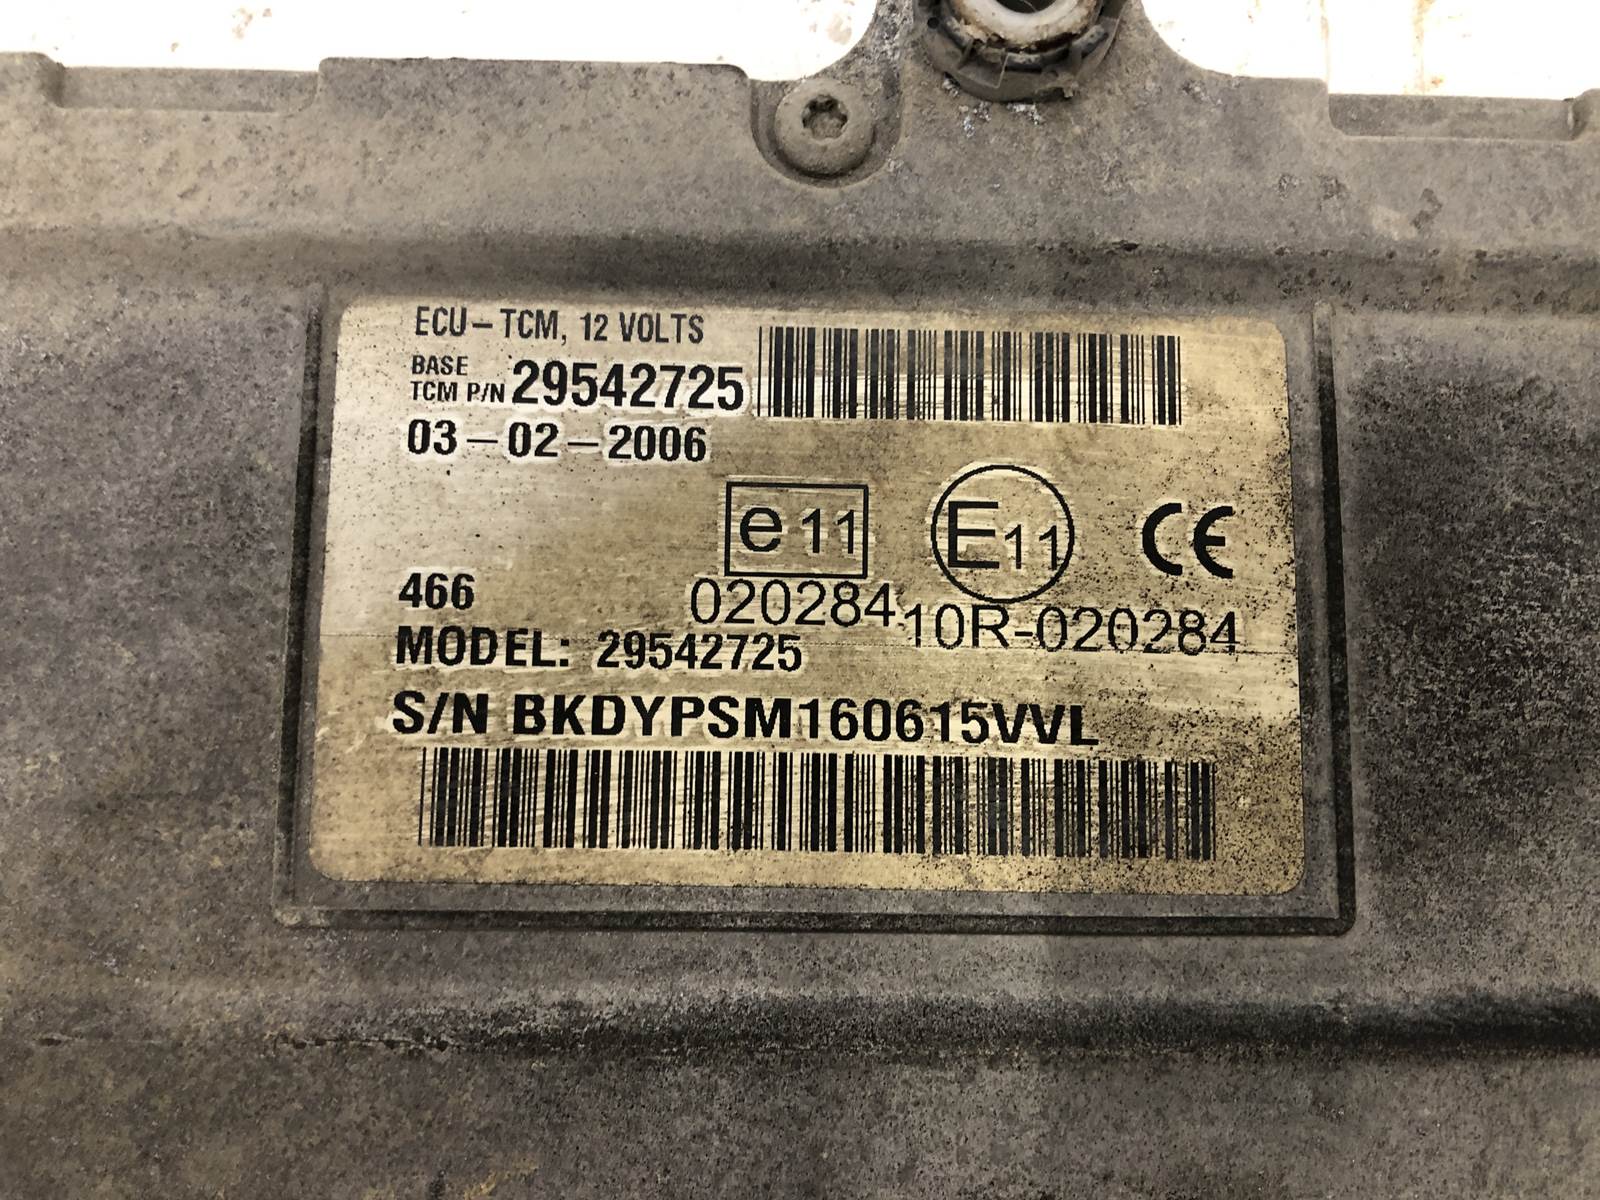 ECU-TCM, 12 VOLTS
BASE
TCM P/N 29542725
03-02-2006
e11
E11
CE
020284
10R-020284
466
MODEL: 29542725
S/N BKDYPSM160615VVL